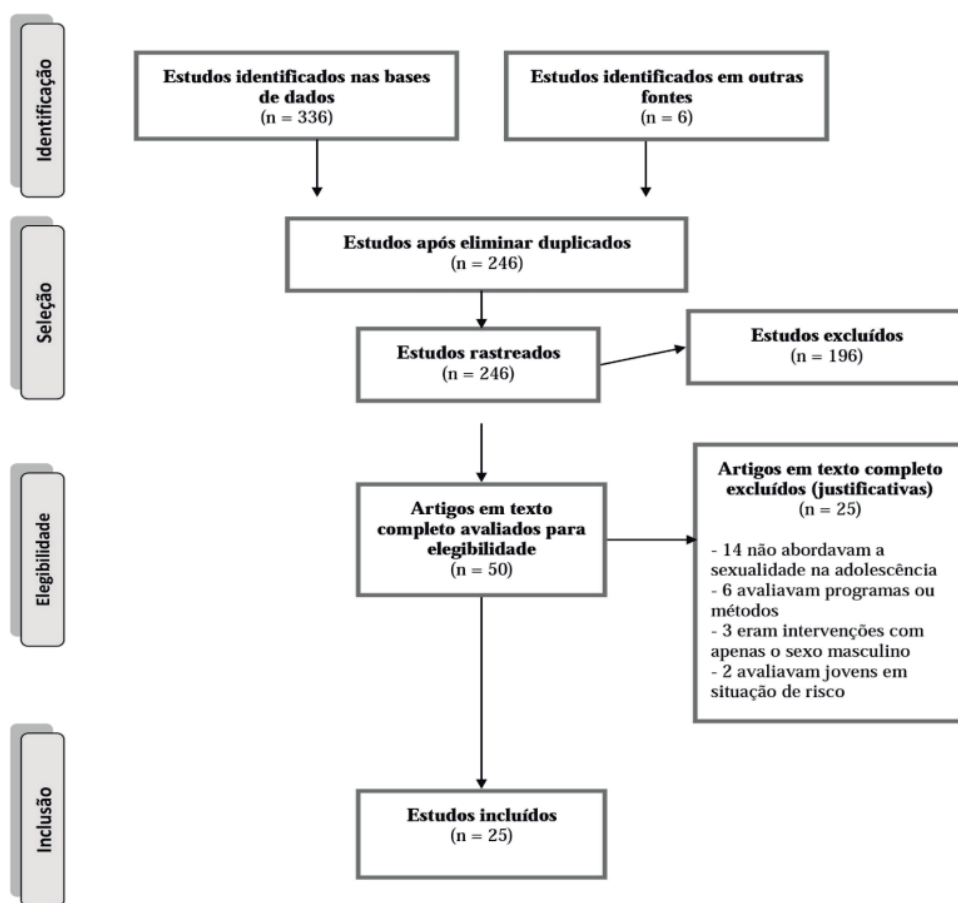 Identificação
Estudos identificados nas bases
de dados
(n = 336)
Estudos identificados em outras
fontes
(n = 6)
Seleção
Estudos após eliminar duplicados
(n = 246)
Estudos rastreados
(n = 246)
Estudos excluídos
(n = 196)
Elegibilidade
Artigos em texto
completo avaliados para
elegibilidade
(n = 50)
Artigos em texto completo
excluídos (justificativas)
(n = 25)
- 14 não abordavam a
sexualidade na adolescência
- 6 avaliavam programas ou
métodos
- 3 eram intervenções com
apenas o sexo masculino
- 2 avaliavam jovens em
situação de risco
Inclusão
Estudos incluídos
(n = 25)